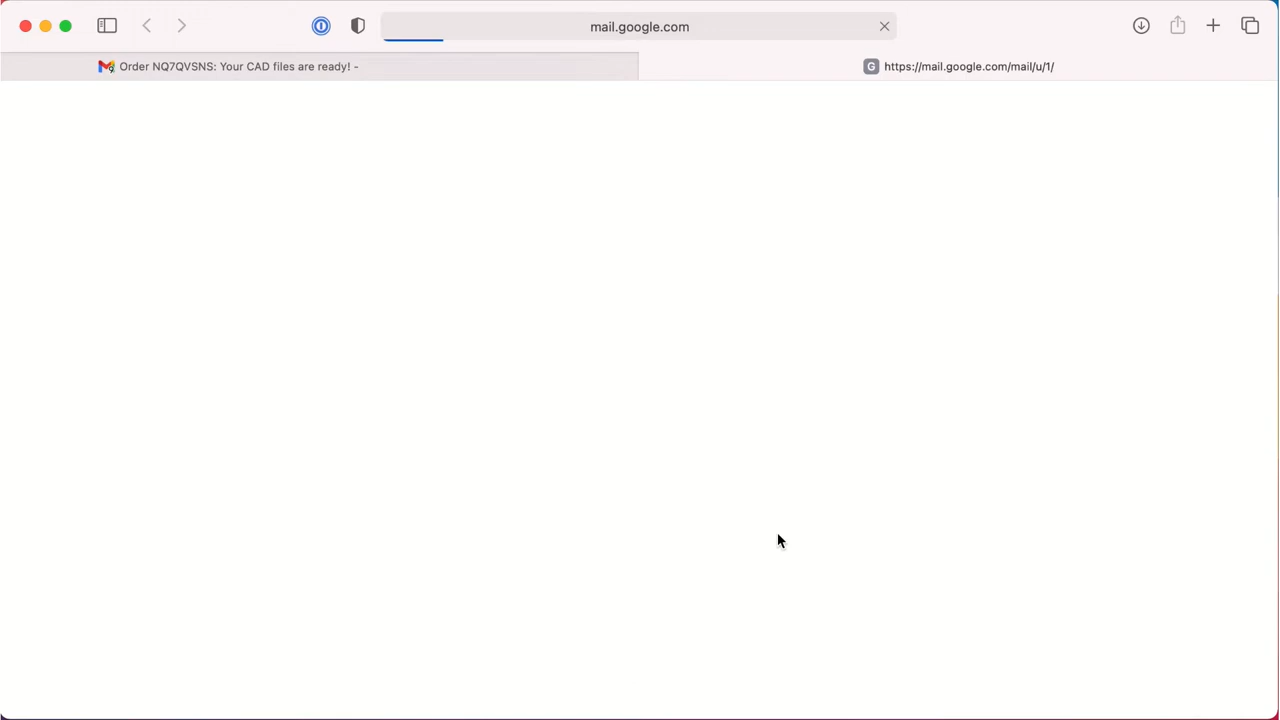 mail.google.com
Order NQ7QVSNS: Your CAD files are ready! -
G https://mail.google.com/mail/u/1/